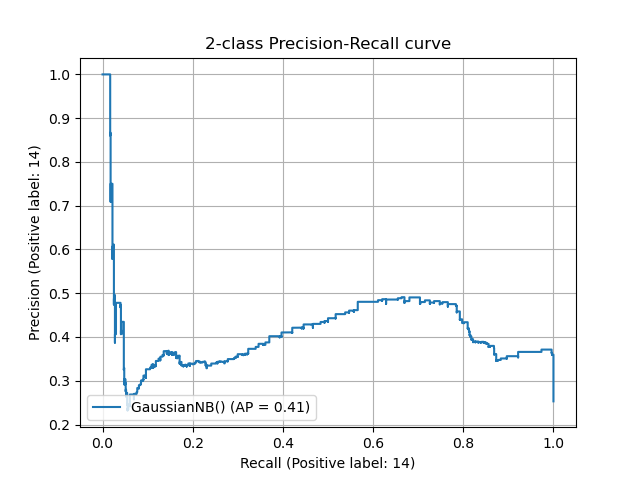 2-class Precision-Recall curve
Precision (Positive label: 14)
1.0
0.9
0.8
0.7
0.6
0.5
0.4
0.3
0.2
GaussianNB() (AP = 0.41)
0.0 0.2 0.4 0.6 0.8 1.0
Recall (Positive label: 14)